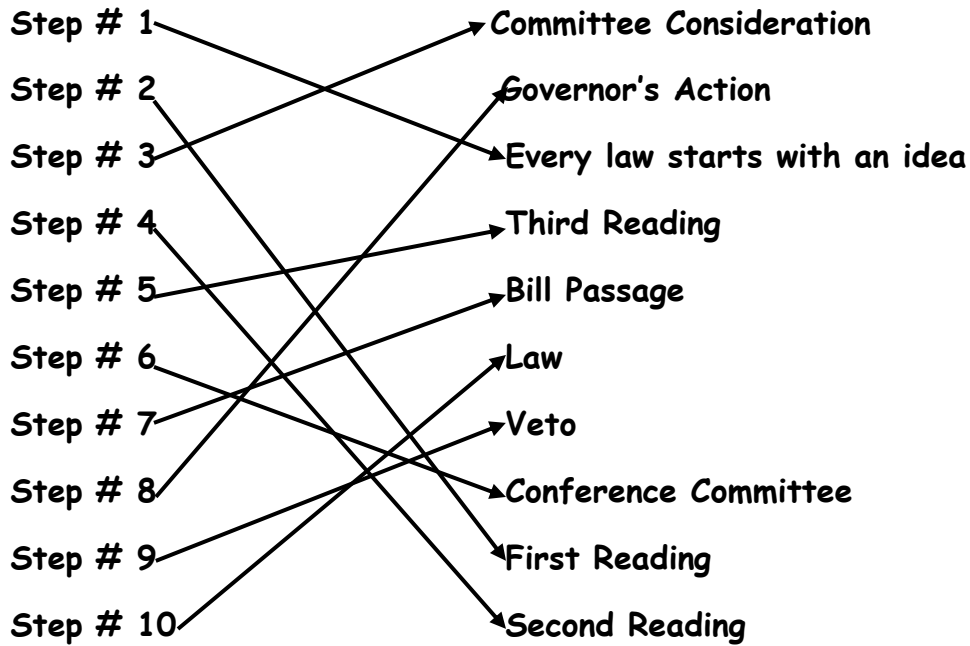 Step # 1 Committee Consideration
Step # 2 Governor's Action
Step # 3 Every law starts with an idea
Step # 4 Third Reading
Step # 5 Bill Passage
Step # 6 Law
Step # 7 Veto
Step # 8 Conference Committee
Step # 9 First Reading
Step # 10 Second Reading